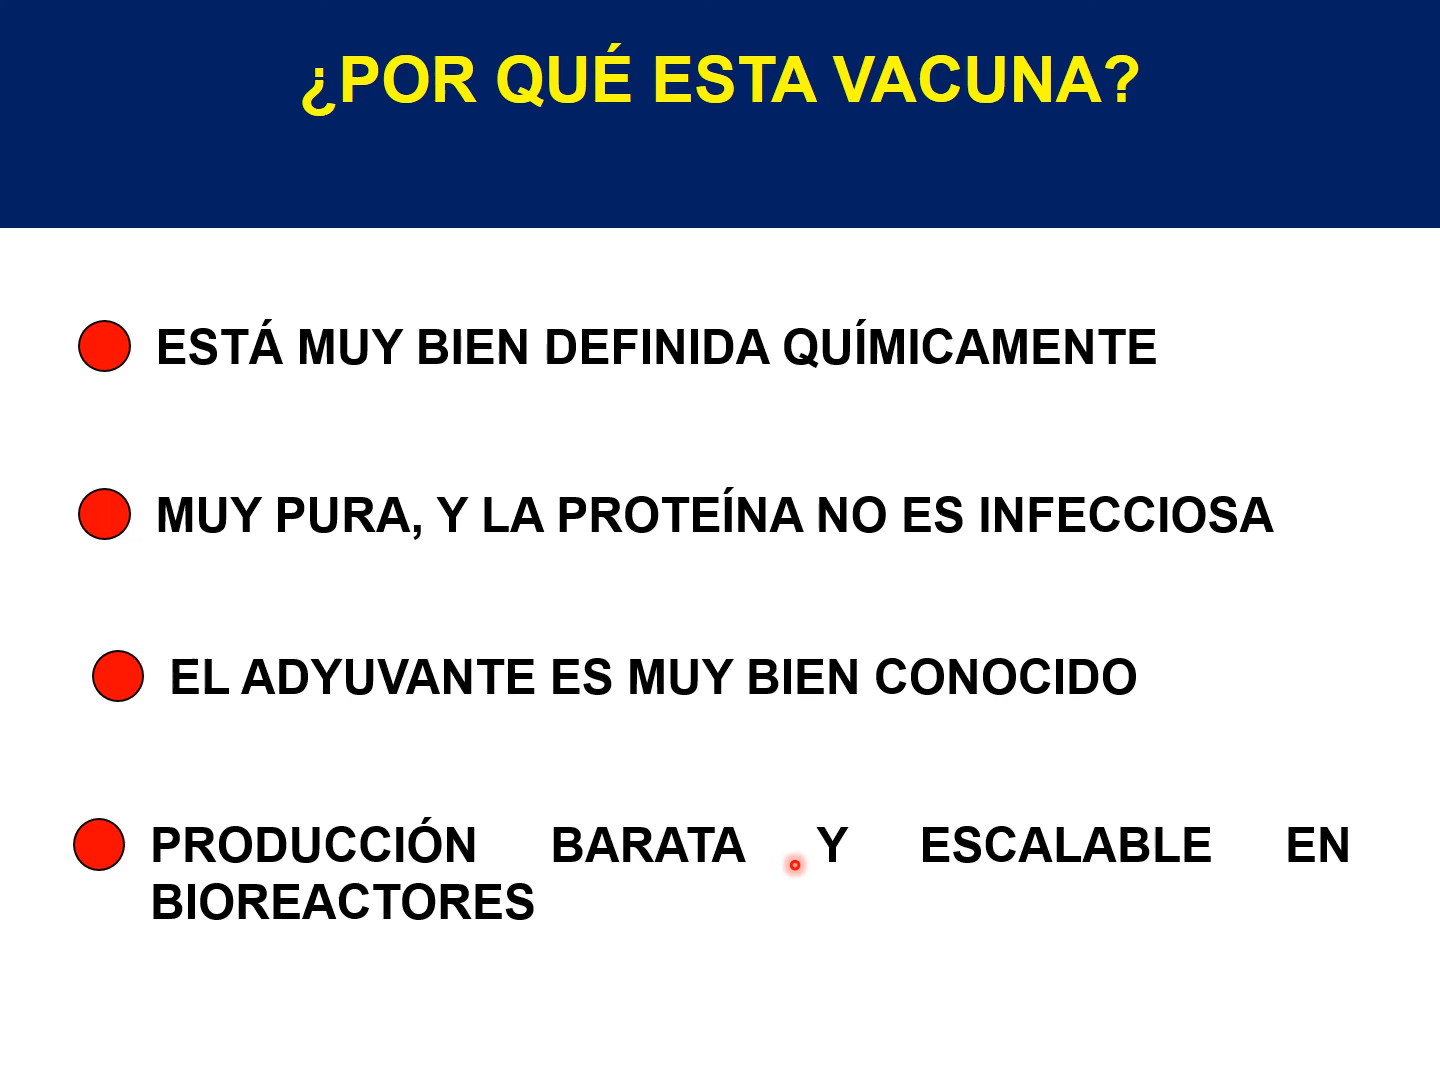 ¿POR QUÉ ESTA VACUNA?
ESTÁ MUY BIEN DEFINIDA QUÍMICAMENTE
MUY PURA, Y LA PROTEÍNA NO ES INFECCIOSA
EL ADYUVANTE ES MUY BIEN CONOCIDO
PRODUCCIÓN BARATA Y ESCALABLE EN
BIOREACTORES